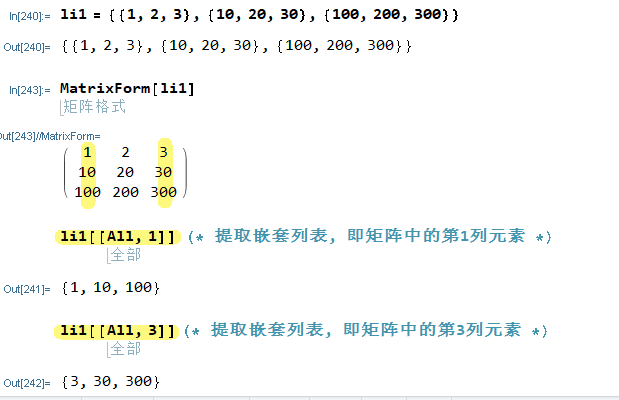 In[240]:= li1 = {{1, 2, 3}, {10, 20, 30}, {100, 200, 300}}
Out[240]= {{1, 2, 3}, {10, 20, 30}, {100, 200, 300}}
In[243]:= MatrixForm[li1]
矩阵格式
Out[243]//MatrixForm=
1 2 3
10 20 30
100 200 300
li1[[All, 1]] (* 提取嵌套列表, 即矩阵中的第1列元素 *)
全部
Out[241]= {1, 10, 100}
li1[[All, 3]] (* 提取嵌套列表, 即矩阵中的第3列元素 *)
全部
Out[242]= {3, 30, 300}